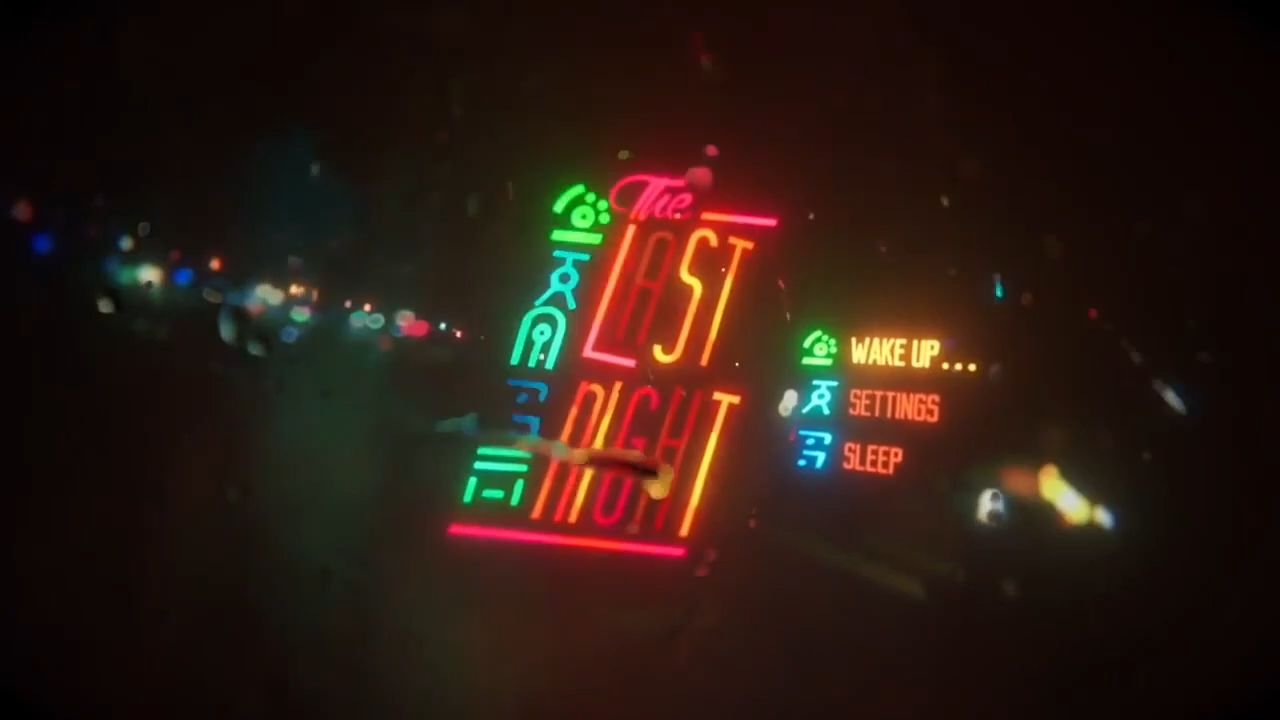 The
LAST
NIGHT
WAKE UP...
SETTINGS
SLEEP